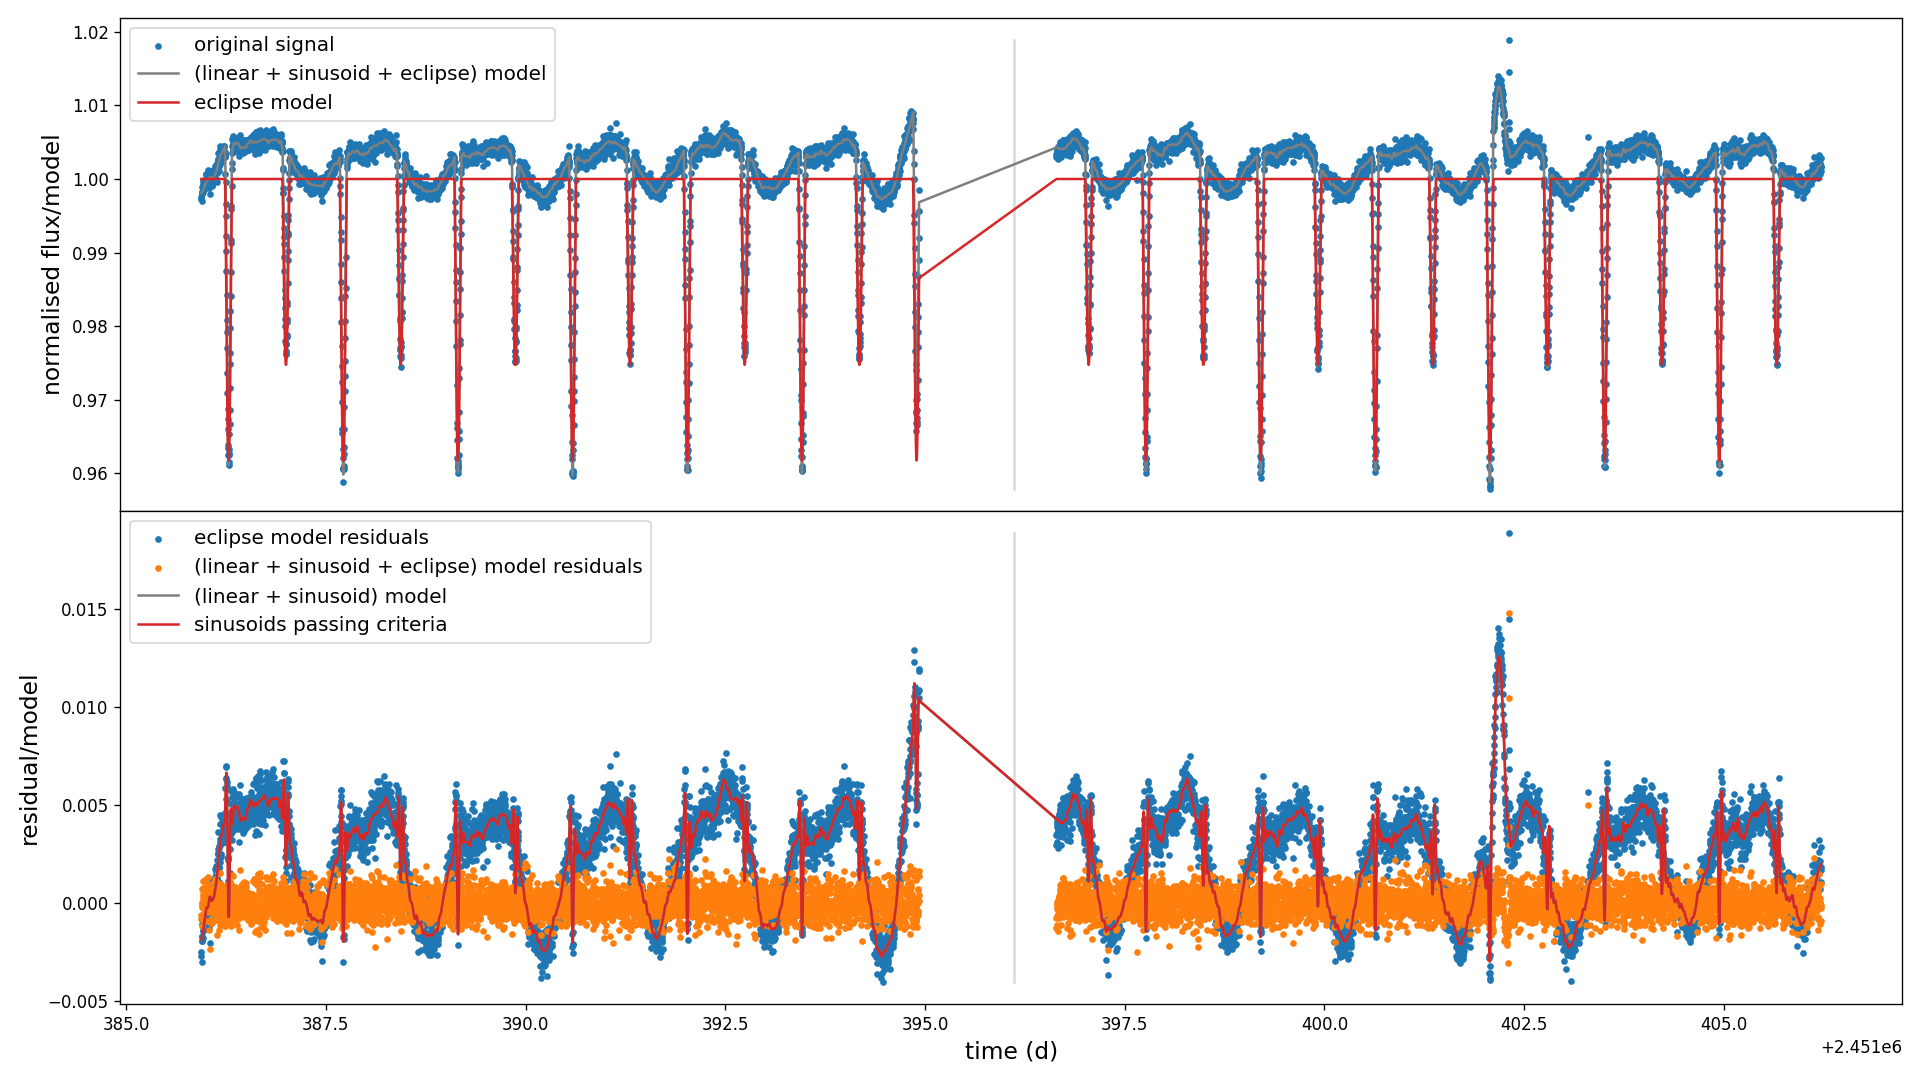 original signal
(linear + sinusoid + eclipse) model
eclipse model
normalised flux/model
1.02
1.01
1.00
0.99
0.98
0.97
0.96
eclipse model residuals
(linear + sinusoid + eclipse) model residuals
(linear + sinusoid) model
sinusoids passing criteria
residual/model
0.015
0.010
0.005
0.000
−0.005
385.0 387.5 390.0 392.5 395.0 397.5 400.0 402.5 405.0
time (d)
+2.451e6